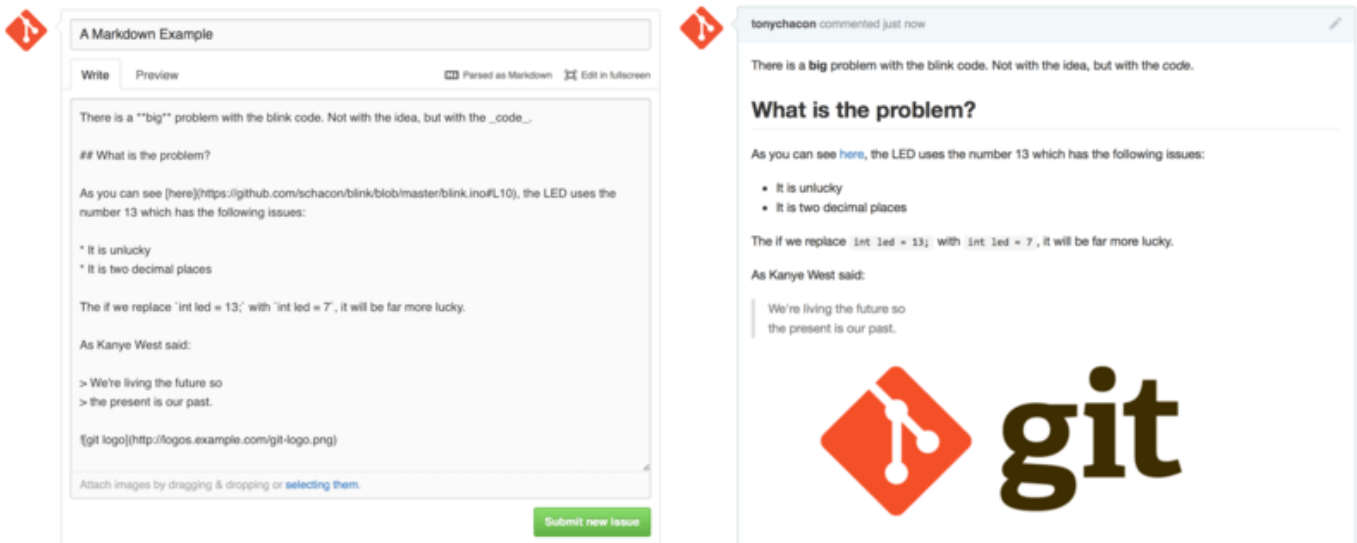 A Markdown Example
Write Preview Parsed as Markdown Edit in fullscreen
There is a **big** problem with the blink code. Not with the idea, but with the _code_.
## What is the problem?
As you can see [here](https://github.com/schacon/blink/blob/master/blink.ino#L10), the LED uses the
number 13 which has the following issues:
* It is unlucky
* It is two decimal places
The if we replace `int led = 13;` with `int led = 7`, it will be far more lucky.
As Kanye West said:
> We're living the future so
> the present is our past.
![git logo](http://logos.example.com/git-logo.png)
Attach images by dragging & dropping or selecting them.
Submit new issue
tonychacon commented just now
There is a big problem with the blink code. Not with the idea, but with the code.
What is the problem?
As you can see here, the LED uses the number 13 which has the following issues:
• It is unlucky
• It is two decimal places
The if we replace int led = 13; with int led = 7 , it will be far more lucky.
As Kanye West said:
We're living the future so
the present is our past.
git